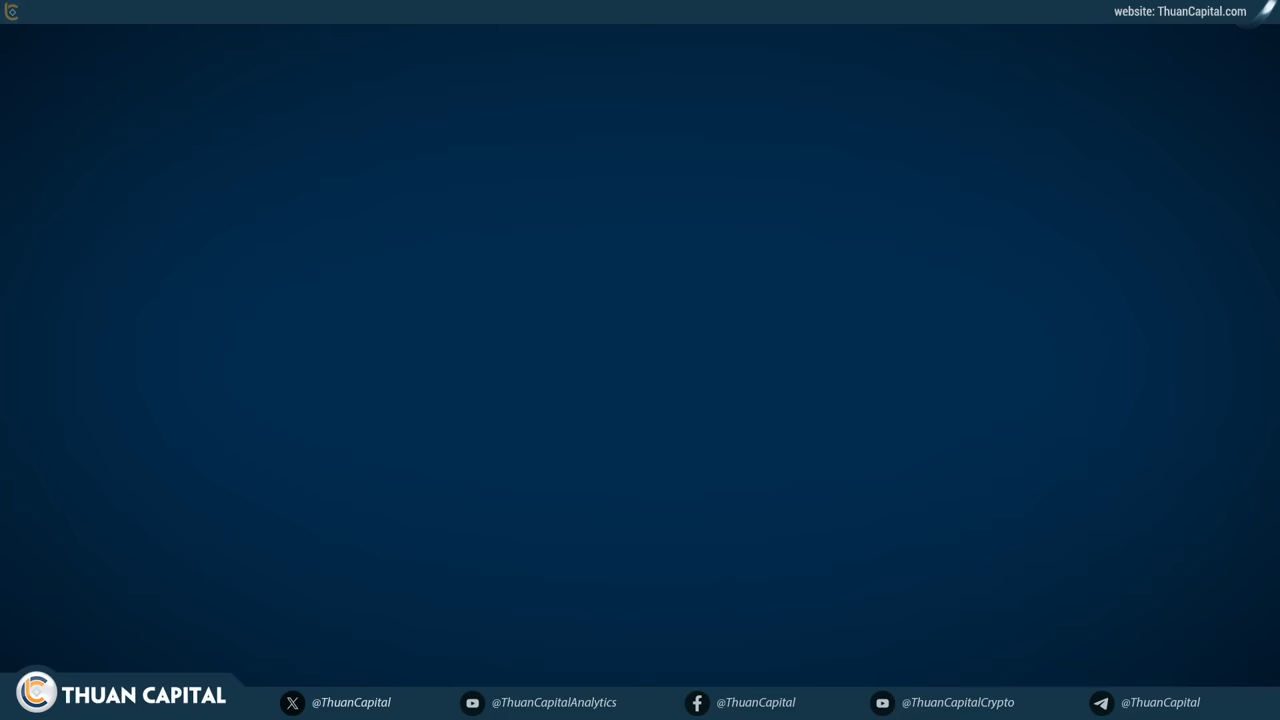 website: ThuanCapital.com
THUAN CAPITAL
@ThuanCapital
@ThuanCapitalAnalytics
@ThuanCapital
@ThuanCapitalCrypto
@ThuanCapital